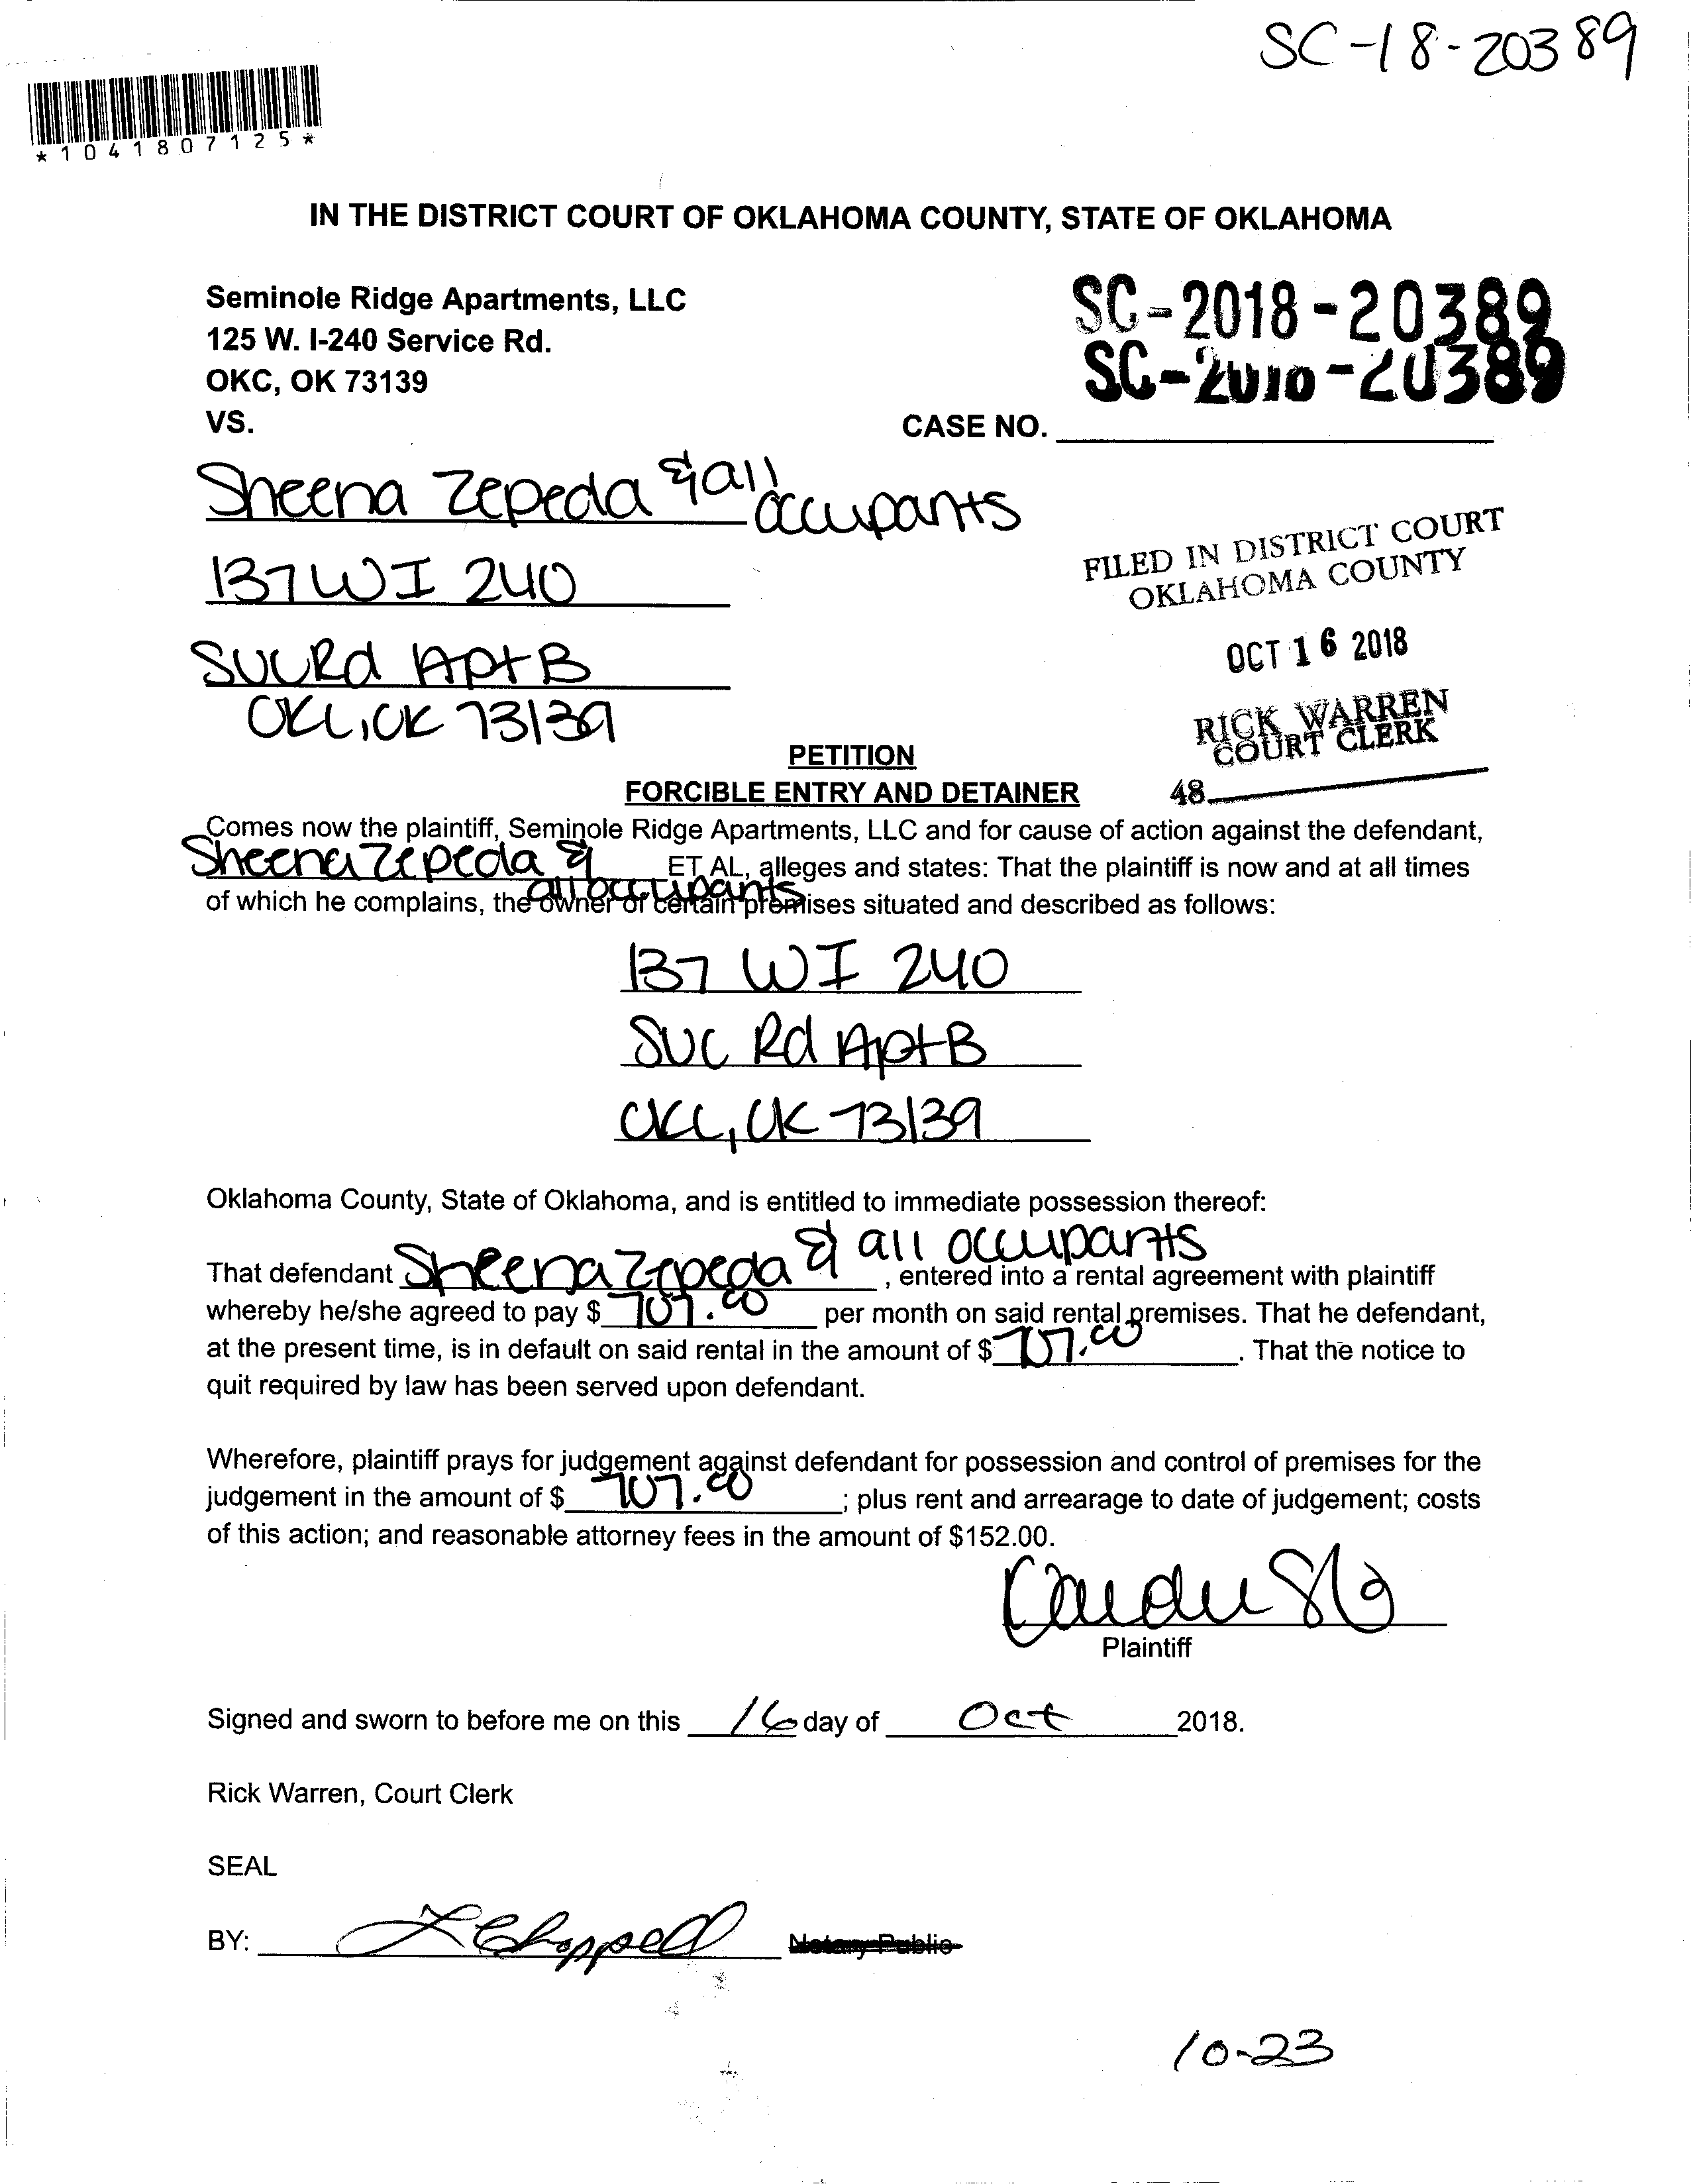 SC-18-20389
*1041807125*
IN THE DISTRICT COURT OF OKLAHOMA COUNTY, STATE OF OKLAHOMA
Seminole Ridge Apartments, LLC
125 W. I-240 Service Rd.
OKC, OK 73139
VS.
SC-2018-20389
SC-2018-20389
CASE NO.
Sheena Zepeda & all occupants
137 W I 240
SVC Rd Apt B
OKC, OK 73139
FILED IN DISTRICT COURT
OKLAHOMA COUNTY
OCT 16 2018
RICK WARREN
COURT CLERK
48
PETITION
FORCIBLE ENTRY AND DETAINER
Comes now the plaintiff, Seminole Ridge Apartments, LLC and for cause of action against the defendant,
Sheena Zepeda & all occupants ET AL, alleges and states: That the plaintiff is now and at all times
of which he complains, the owner of certain premises situated and described as follows:
137 W I 240
SVC Rd Apt B
OKC, OK 73139
Oklahoma County, State of Oklahoma, and is entitled to immediate possession thereof:
That defendant Sheena Zepeda & all occupants, entered into a rental agreement with plaintiff
whereby he/she agreed to pay $ 707.00 per month on said rental premises. That he defendant,
at the present time, is in default on said rental in the amount of $ 707.00. That the notice to
quit required by law has been served upon defendant.
Wherefore, plaintiff prays for judgement against defendant for possession and control of premises for the
judgement in the amount of $ 707.00; plus rent and arrearage to date of judgement; costs
of this action; and reasonable attorney fees in the amount of $152.00.
Plaintiff
Signed and sworn to before me on this 16 day of Oct 2018.
Rick Warren, Court Clerk
SEAL
BY: L Chappell Notary Public
10-23